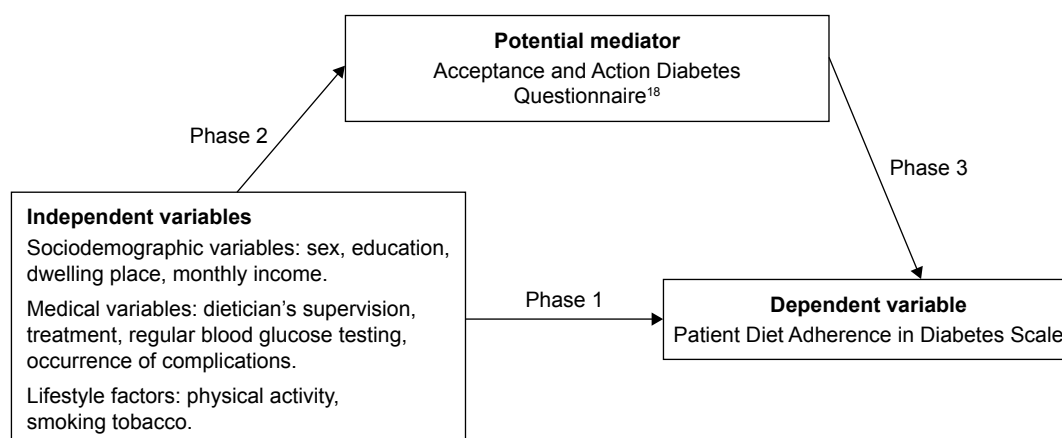 Potential mediator
Acceptance and Action Diabetes
Questionnaire¹⁸
Phase 2
Phase 3
Independent variables
Sociodemographic variables: sex, education,
dwelling place, monthly income.
Medical variables: dietician’s supervision,
treatment, regular blood glucose testing,
occurrence of complications.
Lifestyle factors: physical activity,
smoking tobacco.
Phase 1
Dependent variable
Patient Diet Adherence in Diabetes Scale